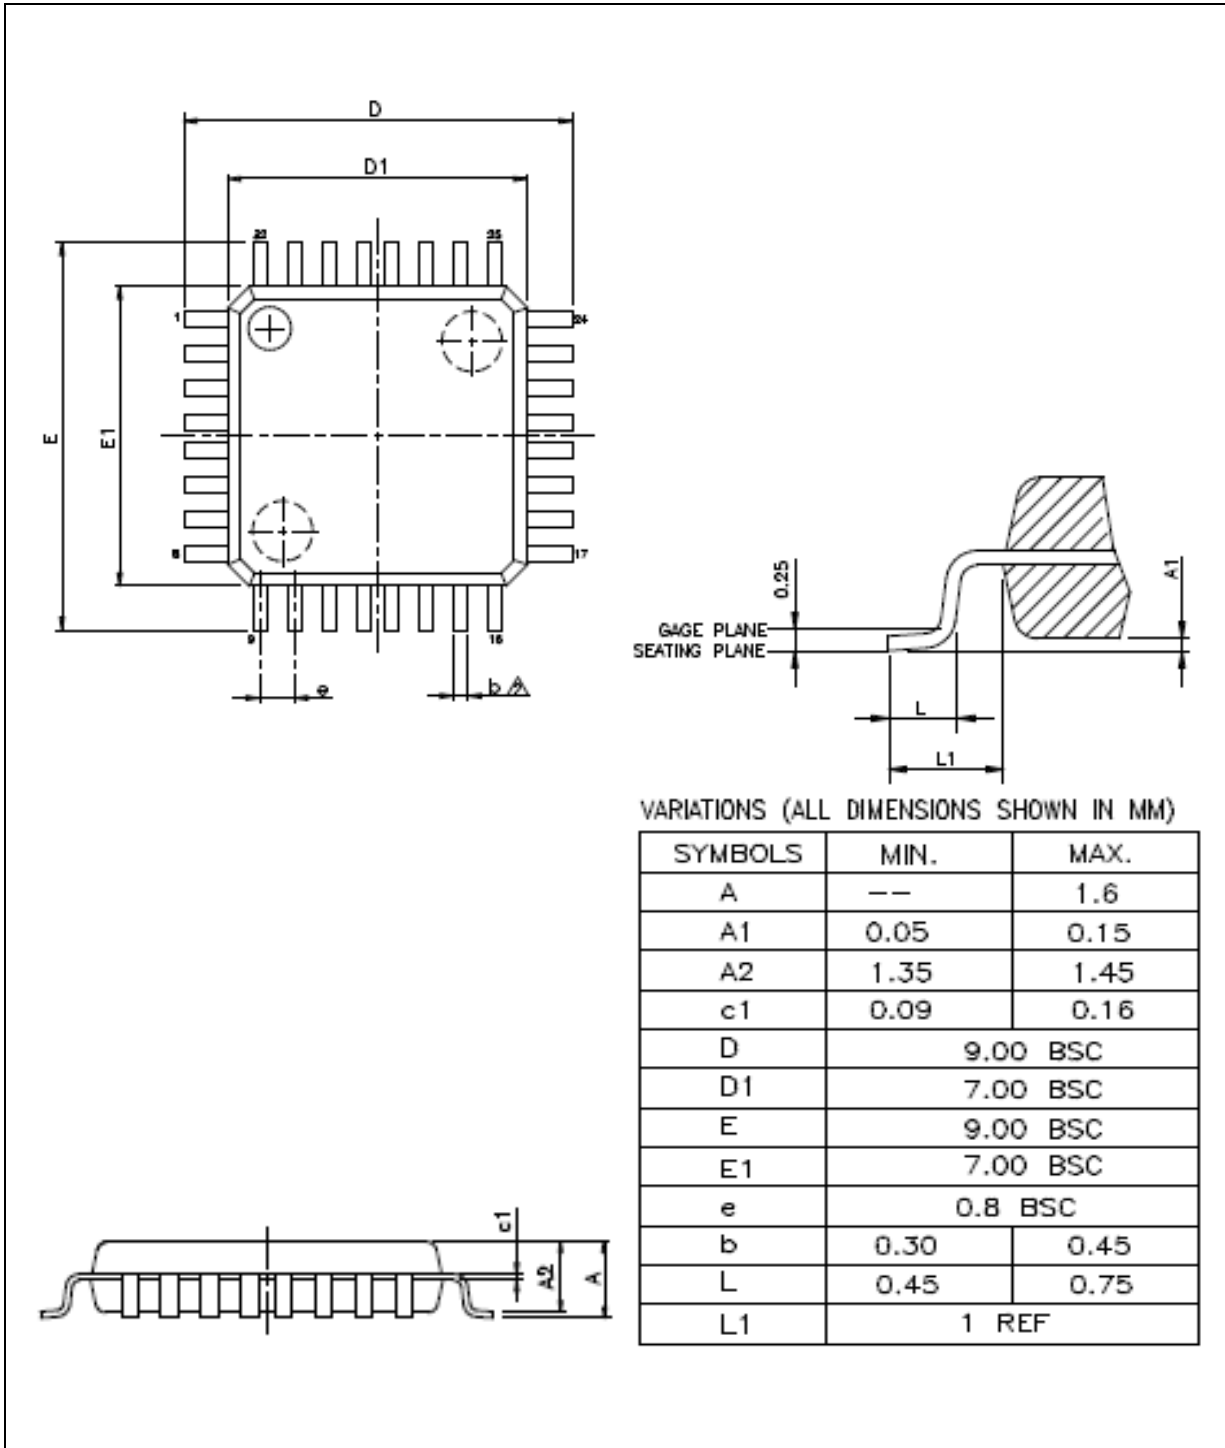 D
D1
25
1
24
E
E1
17
9
16
e
b
0.25
A1
GAGE PLANE
SEATING PLANE
L
L1
VARIATIONS (ALL DIMENSIONS SHOWN IN MM)
SYMBOLS MIN. MAX.
A -- 1.6
A1 0.05 0.15
A2 1.35 1.45
c1 0.09 0.16
D 9.00 BSC
D1 7.00 BSC
E 9.00 BSC
E1 7.00 BSC
e 0.8 BSC
b 0.30 0.45
L 0.45 0.75
L1 1 REF
c1
A2
A